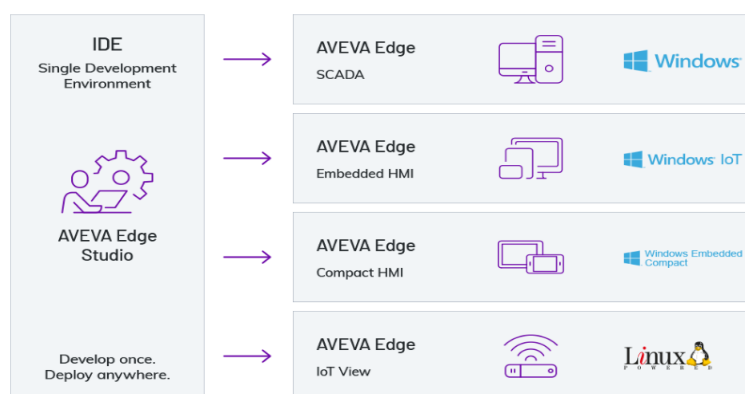 IDE
Single Development
Environment
AVEVA Edge
Studio
Develop once.
Deploy anywhere.
AVEVA Edge
SCADA
Windows
AVEVA Edge
Embedded HMI
Windows IoT
AVEVA Edge
Compact HMI
Windows Embedded
Compact
AVEVA Edge
IoT View
Linux
POWERED